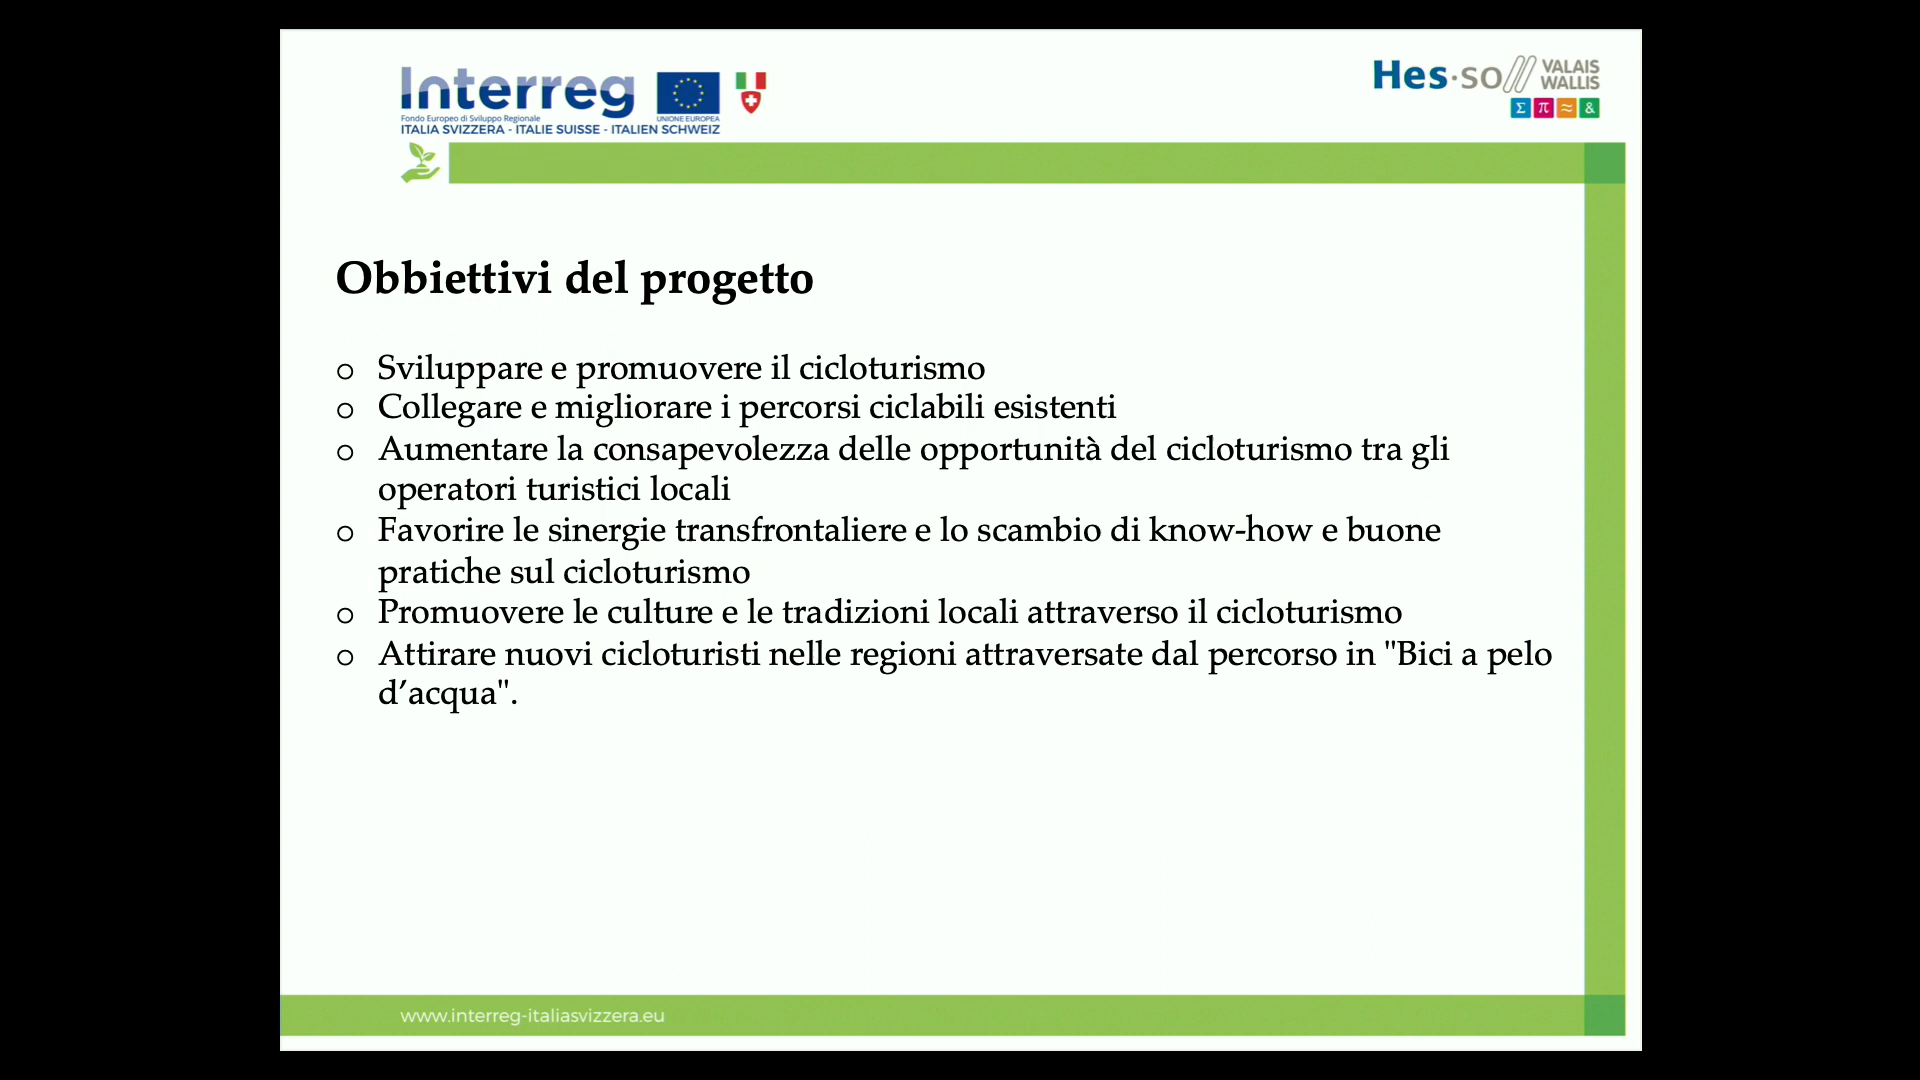 Interreg
Fondo Europeo di Sviluppo Regionale
UNIONE EUROPEA
ITALIA SVIZZERA - ITALIE SUISSE - ITALIEN SCHWEIZ
Hes·so VALAIS
WALLIS
Σ π ≈ &
Obbiettivi del progetto
o Sviluppare e promuovere il cicloturismo
o Collegare e migliorare i percorsi ciclabili esistenti
o Aumentare la consapevolezza delle opportunità del cicloturismo tra gli
operatori turistici locali
o Favorire le sinergie transfrontaliere e lo scambio di know-how e buone
pratiche sul cicloturismo
o Promuovere le culture e le tradizioni locali attraverso il cicloturismo
o Attirare nuovi cicloturisti nelle regioni attraversate dal percorso in "Bici a pelo
d’acqua".
www.interreg-italiasvizzera.eu